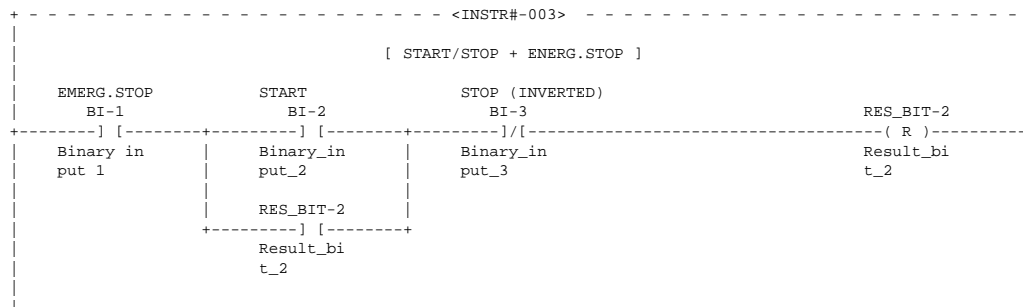 <INSTR#-003>
[ START/STOP + ENERG.STOP ]
EMERG.STOP START STOP (INVERTED)
BI-1 BI-2 BI-3 RES_BIT-2
] [ ] [ ]/[ ( R )
Binary in Binary_in Binary_in Result_bi
put 1 put_2 put_3 t_2
RES_BIT-2
] [
Result_bi
t_2